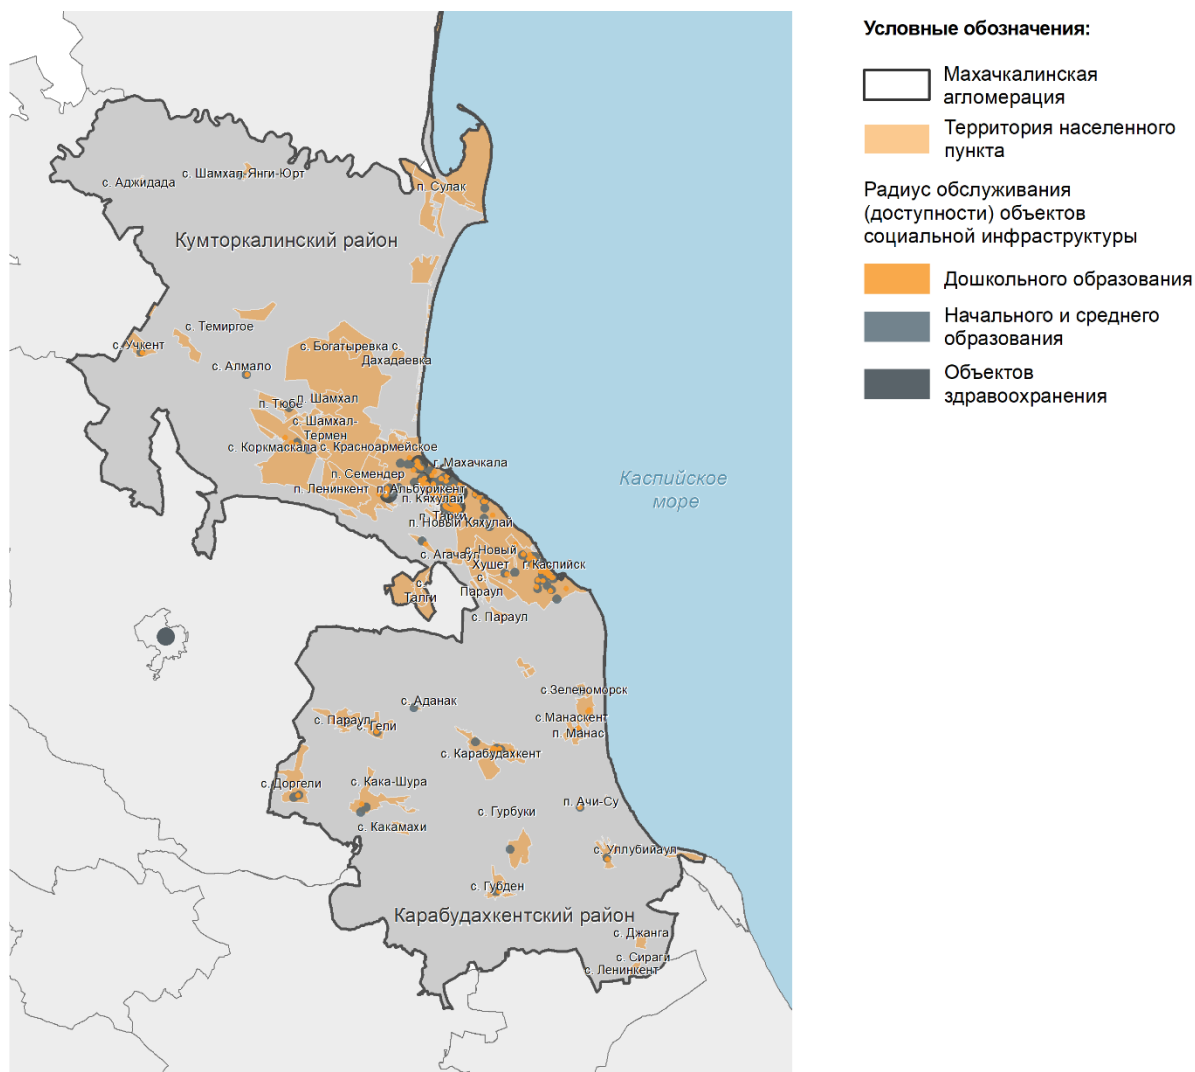 Условные обозначения:
Махачкалинская
агломерация
Территория населенного
пункта
Радиус обслуживания
(доступности) объектов
социальной инфраструктуры
Дошкольного образования
Начального и среднего
образования
Объектов
здравоохранения
с. Шамхал-Янги-Юрт
с. Аджидада
п. Сулак
Кумторкалинский район
с. Темиргое
с. Учкент
с. Богатыревка с.
Дахадаевка
с. Алмало
п. Тюбе
п. Шамхал
с. Шамхал-
Термен
с. Коркмаскала
с. Красноармейское
г. Махачкала
п. Семендер
п. Ленинкент
п. Альбурикент
п. Кяхулай
п. Тарки
п. Новый Кяхулай
Каспийское
море
с. Агачаул
с. Новый
Хушет
г. Каспийск
с.
Талги
с.
Параул
с. Параул
с.Зеленоморск
с. Аданак
с. Параул
с. Гели
с.Манаскент
п. Манас
с. Карабудахкент
с. Доргели
с. Кака-Шура
п. Ачи-Су
с. Гурбуки
с. Какамахи
с. Уллубийаул
с. Губден
Карабудахкентский район
с. Джанга
с. Сираги
с. Ленинкент